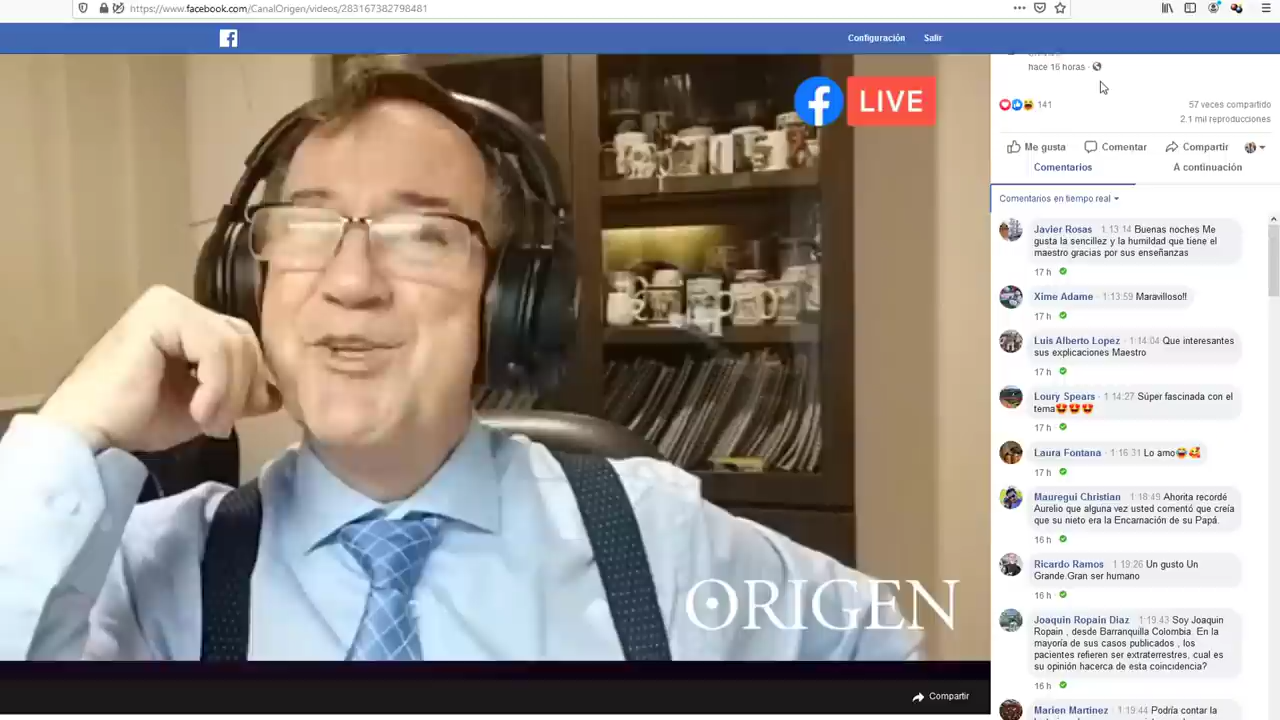 https://www.facebook.com/CanalOrigen/videos/283167382798481
Configuración
Salir
LIVE
ORIGEN
Compartir
hace 16 horas ·
141
57 veces compartido
2.1 mil reproducciones
Me gusta
Comentar
Compartir
Comentarios
A continuación
Comentarios en tiempo real
Javier Rosas · 1:13:14 Buenas noches Me
gusta la sencillez y la humildad que tiene el
maestro gracias por sus enseñanzas
17 h
Xime Adame · 1:13:59 Maravilloso!!
17 h
Luis Alberto Lopez · 1:14:04 Que interesantes
sus explicaciones Maestro
17 h
Loury Spears · 1:14:27 Súper fascinada con el
tema😍😍😍
17 h
Laura Fontana · 1:16:31 Lo amo😂🥰
17 h
Mauregui Christian · 1:18:49 Ahorita recordé
Aurelio que alguna vez usted comentó que creía
que su nieto era la Encarnación de su Papá.
16 h
Ricardo Ramos · 1:19:26 Un gusto Un
Grande.Gran ser humano
16 h
Joaquin Ropain Diaz · 1:19:43 Soy Joaquin
Ropain , desde Barranquilla Colombia. En la
mayoría de sus casos publicados , los
pacientes refieren ser extraterrestres, cual es
su opinión hacerca de esta coincidencia?
16 h
Marien Martinez · 1:19:44 Podría contar la